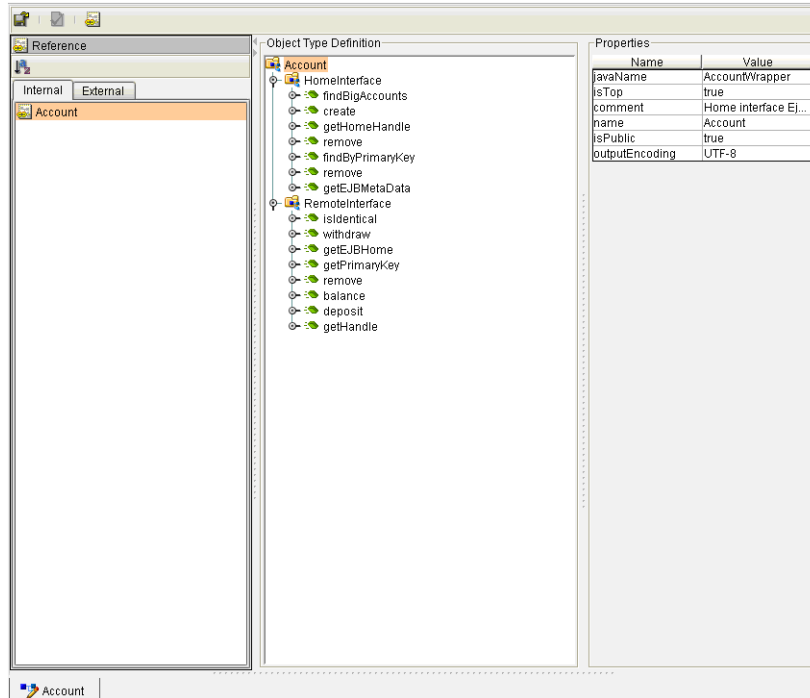 Reference
Internal External
Account
Object Type Definition
Account
HomeInterface
findBigAccounts
create
getHomeHandle
remove
findByPrimaryKey
remove
getEJBMetaData
RemoteInterface
isIdentical
withdraw
getEJBHome
getPrimaryKey
remove
balance
deposit
getHandle
Properties
Name Value
javaName AccountWrapper
isTop true
comment Home interface Ej...
name Account
isPublic true
outputEncoding UTF-8
Account